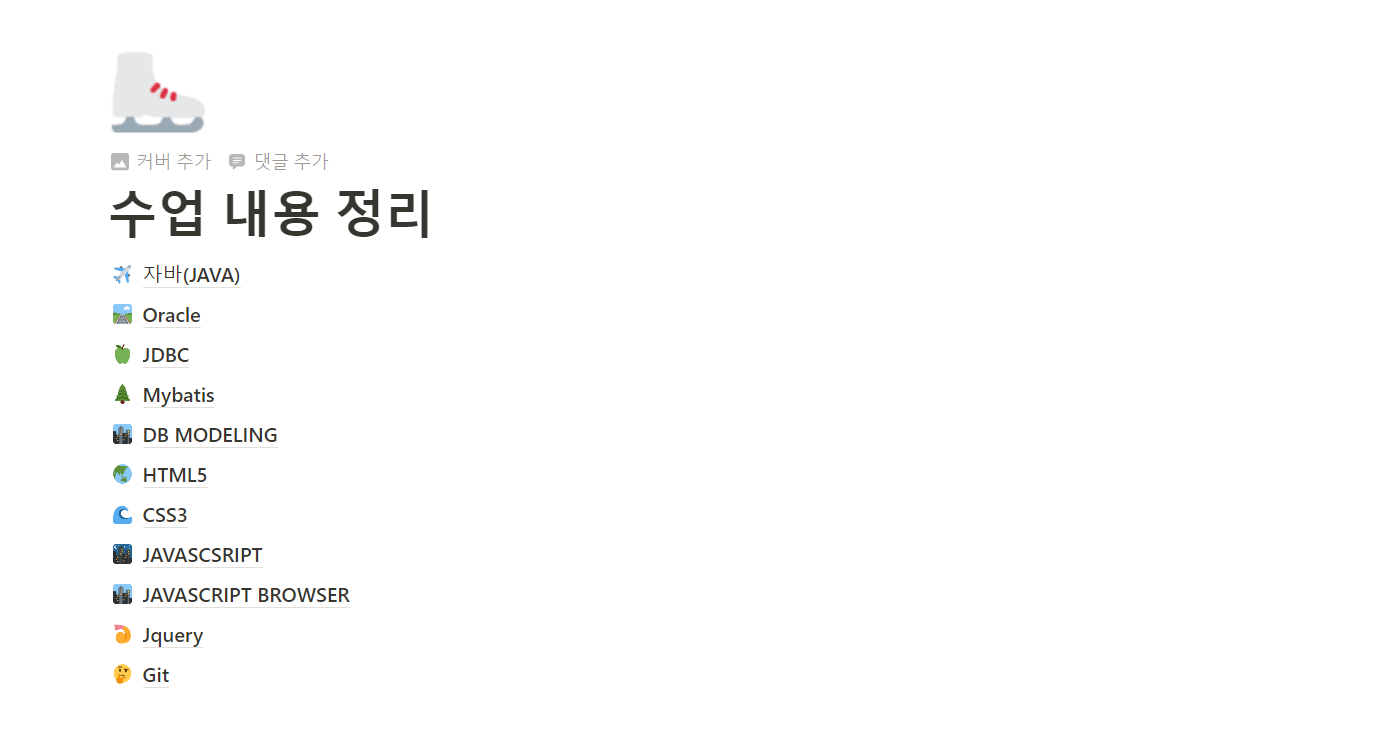 커버 추가 댓글 추가
수업 내용 정리
자바(JAVA)
Oracle
JDBC
Mybatis
DB MODELING
HTML5
CSS3
JAVASCSRIPT
JAVASCRIPT BROWSER
Jquery
Git